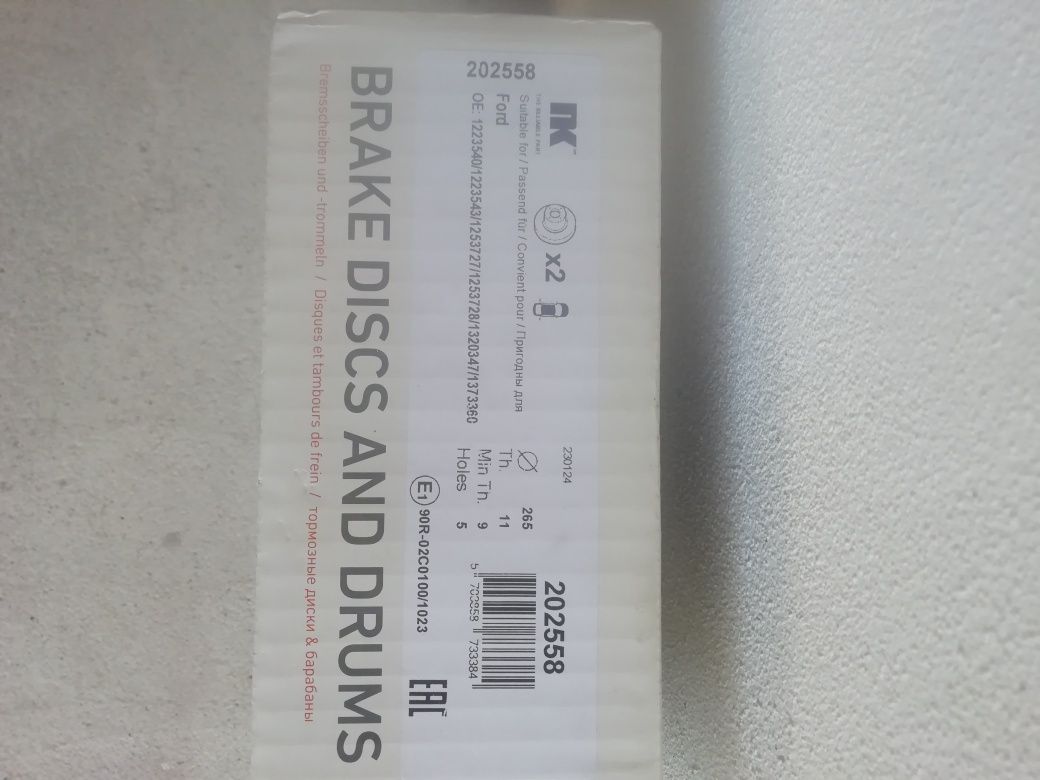 202558
NK
THE RELIABLE PART
x2
Suitable for / Passend für / Convient pour / Пригодны для
Ford
OE: 1223540/1223543/1253727/1253728/1320347/1373360
230124
Ø 265
Th. 11
Min Th. 9
Holes 5
202558
5 703858 733384
E1 90R-02C0100/1023
EAC
BRAKE DISCS AND DRUMS
Bremsscheiben und -trommeln / Disques et tambours de frein / тормозные диски & барабаны